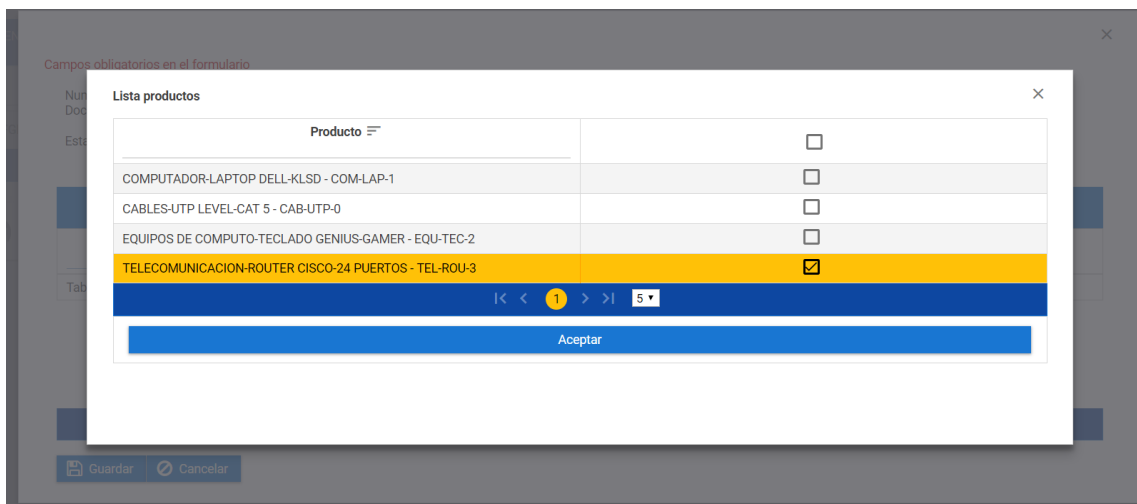 Campos obligatorios en el formulario
Lista productos
Producto
COMPUTADOR-LAPTOP DELL-KLSD - COM-LAP-1
CABLES-UTP LEVEL-CAT 5 - CAB-UTP-0
EQUIPOS DE COMPUTO-TECLADO GENIUS-GAMER - EQU-TEC-2
TELECOMUNICACION-ROUTER CISCO-24 PUERTOS - TEL-ROU-3
1 5
Aceptar
Guardar Cancelar